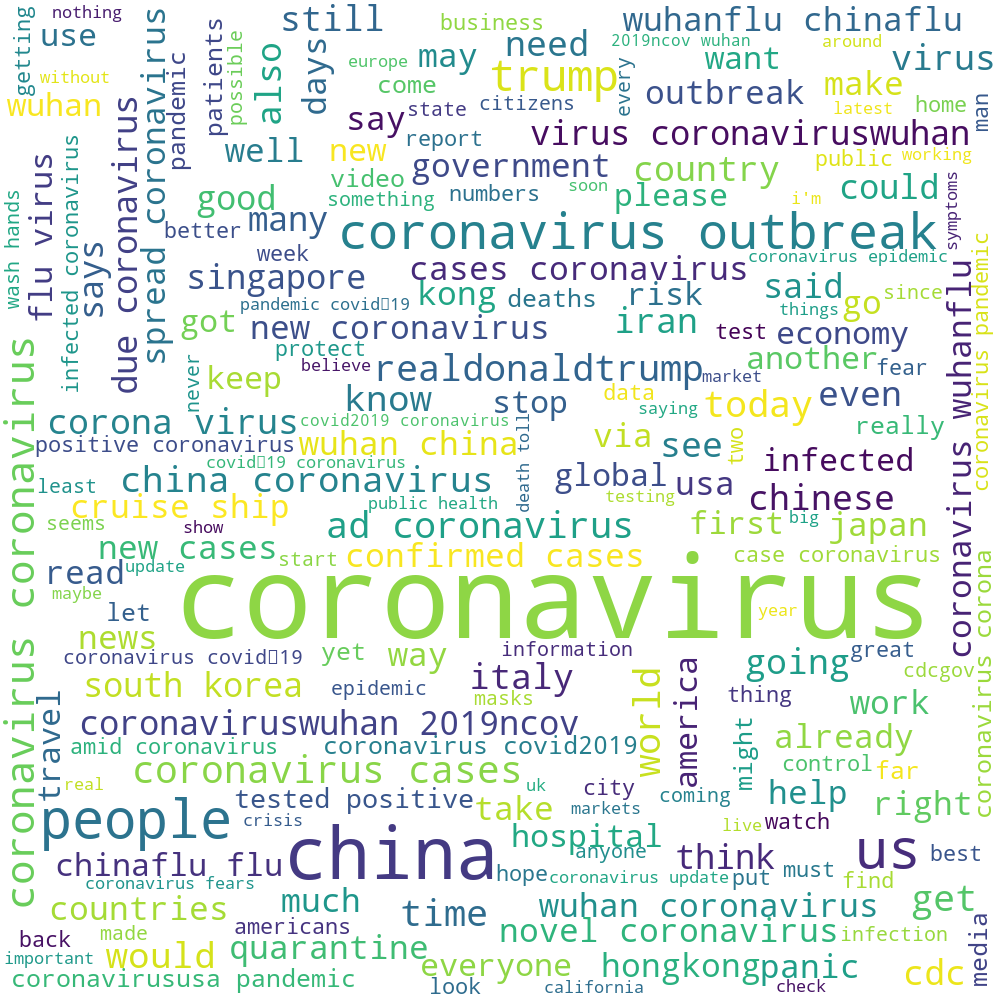 nothing
getting
use
still
business
wuhanflu chinaflu
2019ncov wuhan
around
virus
without
wuhan
spread coronavirus
patients
possible
also
days
europe
may
come
need
trump
every
want
make
latest
home
man
state
citizens
outbreak
say
report
virus coronaviruswuhan
pandemic
due coronavirus
infected coronavirus
flu virus
wash hands
says
well
new
government
country
public
working
video
something
numbers
soon
please
i'm
could
symptoms
good
many
better
week
coronavirus outbreak
coronavirus epidemic
singapore
cases coronavirus
said
since
go
things
pandemic covid19
kong
deaths
risk
iran
got
new coronavirus
test
economy
another
fear
protect
believe
never
keep
realdonaldtrump
market
know
stop
data
saying
today
even
corona virus
covid2019 coronavirus
really
positive coronavirus
wuhan china
via
see
two
covid19 coronavirus
death toll
infected
least
china coronavirus
public health
global
usa
testing
chinese
cruise ship
seems
show
ad coronavirus
first
big
japan
new cases
start
confirmed cases
case coronavirus
read
update
maybe
coronavirus
year
let
news
coronavirus covid19
yet
way
information
going
great
south korea
epidemic
italy
masks
world
america
thing
cdcgov
work
travel
coronaviruswuhan 2019ncov
amid coronavirus
coronavirus covid2019
might
already
control
far
real
coronavirus cases
uk
city
coming
help
right
people
tested positive
crisis
take
markets
live
watch
china
hospital
anyone
think
us
best
chinaflu flu
coronavirus fears
hope
coronavirus update
put
must
find
countries
much
time
wuhan coronavirus
get
back
made
americans
novel coronavirus
infection
media
important
would
quarantine
everyone
hongkong
panic
cdc
coronavirususa pandemic
look
california
check
coronavirus coronavirus
coronavirus wuhanflu
coronavirus pandemic
coronavirus corona